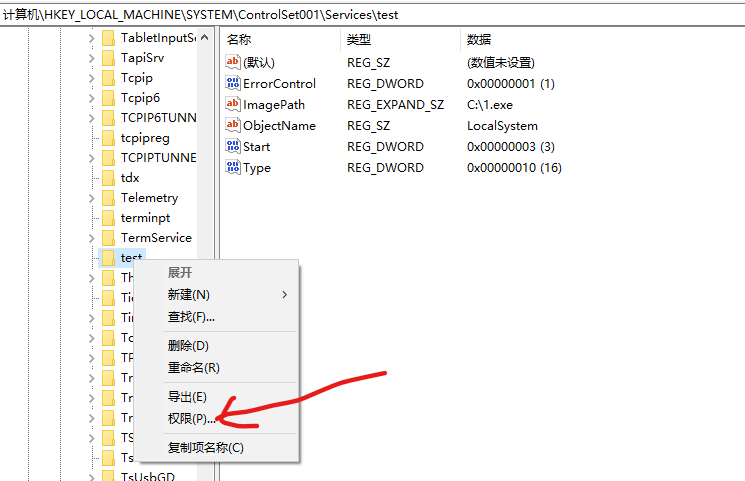 计算机\HKEY_LOCAL_MACHINE\SYSTEM\ControlSet001\Services\test
TabletInputSe
TapiSrv
Tcpip
Tcpip6
TCPIP6TUNN
tcpipreg
TCPIPTUNNE
tdx
Telemetry
terminpt
TermService
test
Th
Tie
Tin
To
TP
Tr
Tr
Tr
TS
Ts
TsUsbGD
名称 类型 数据
(默认) REG_SZ (数值未设置)
ErrorControl REG_DWORD 0x00000001 (1)
ImagePath REG_EXPAND_SZ C:\1.exe
ObjectName REG_SZ LocalSystem
Start REG_DWORD 0x00000003 (3)
Type REG_DWORD 0x00000010 (16)
展开
新建(N)
查找(F)...
删除(D)
重命名(R)
导出(E)
权限(P)...
复制项名称(C)